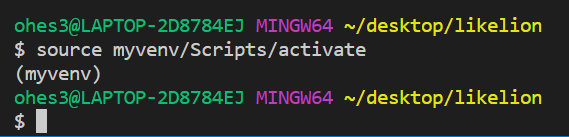 ohes3@LAPTOP-2D8784EJ MINGW64 ~/desktop/likelion
$ source myvenv/Scripts/activate
(myvenv)
ohes3@LAPTOP-2D8784EJ MINGW64 ~/desktop/likelion
$